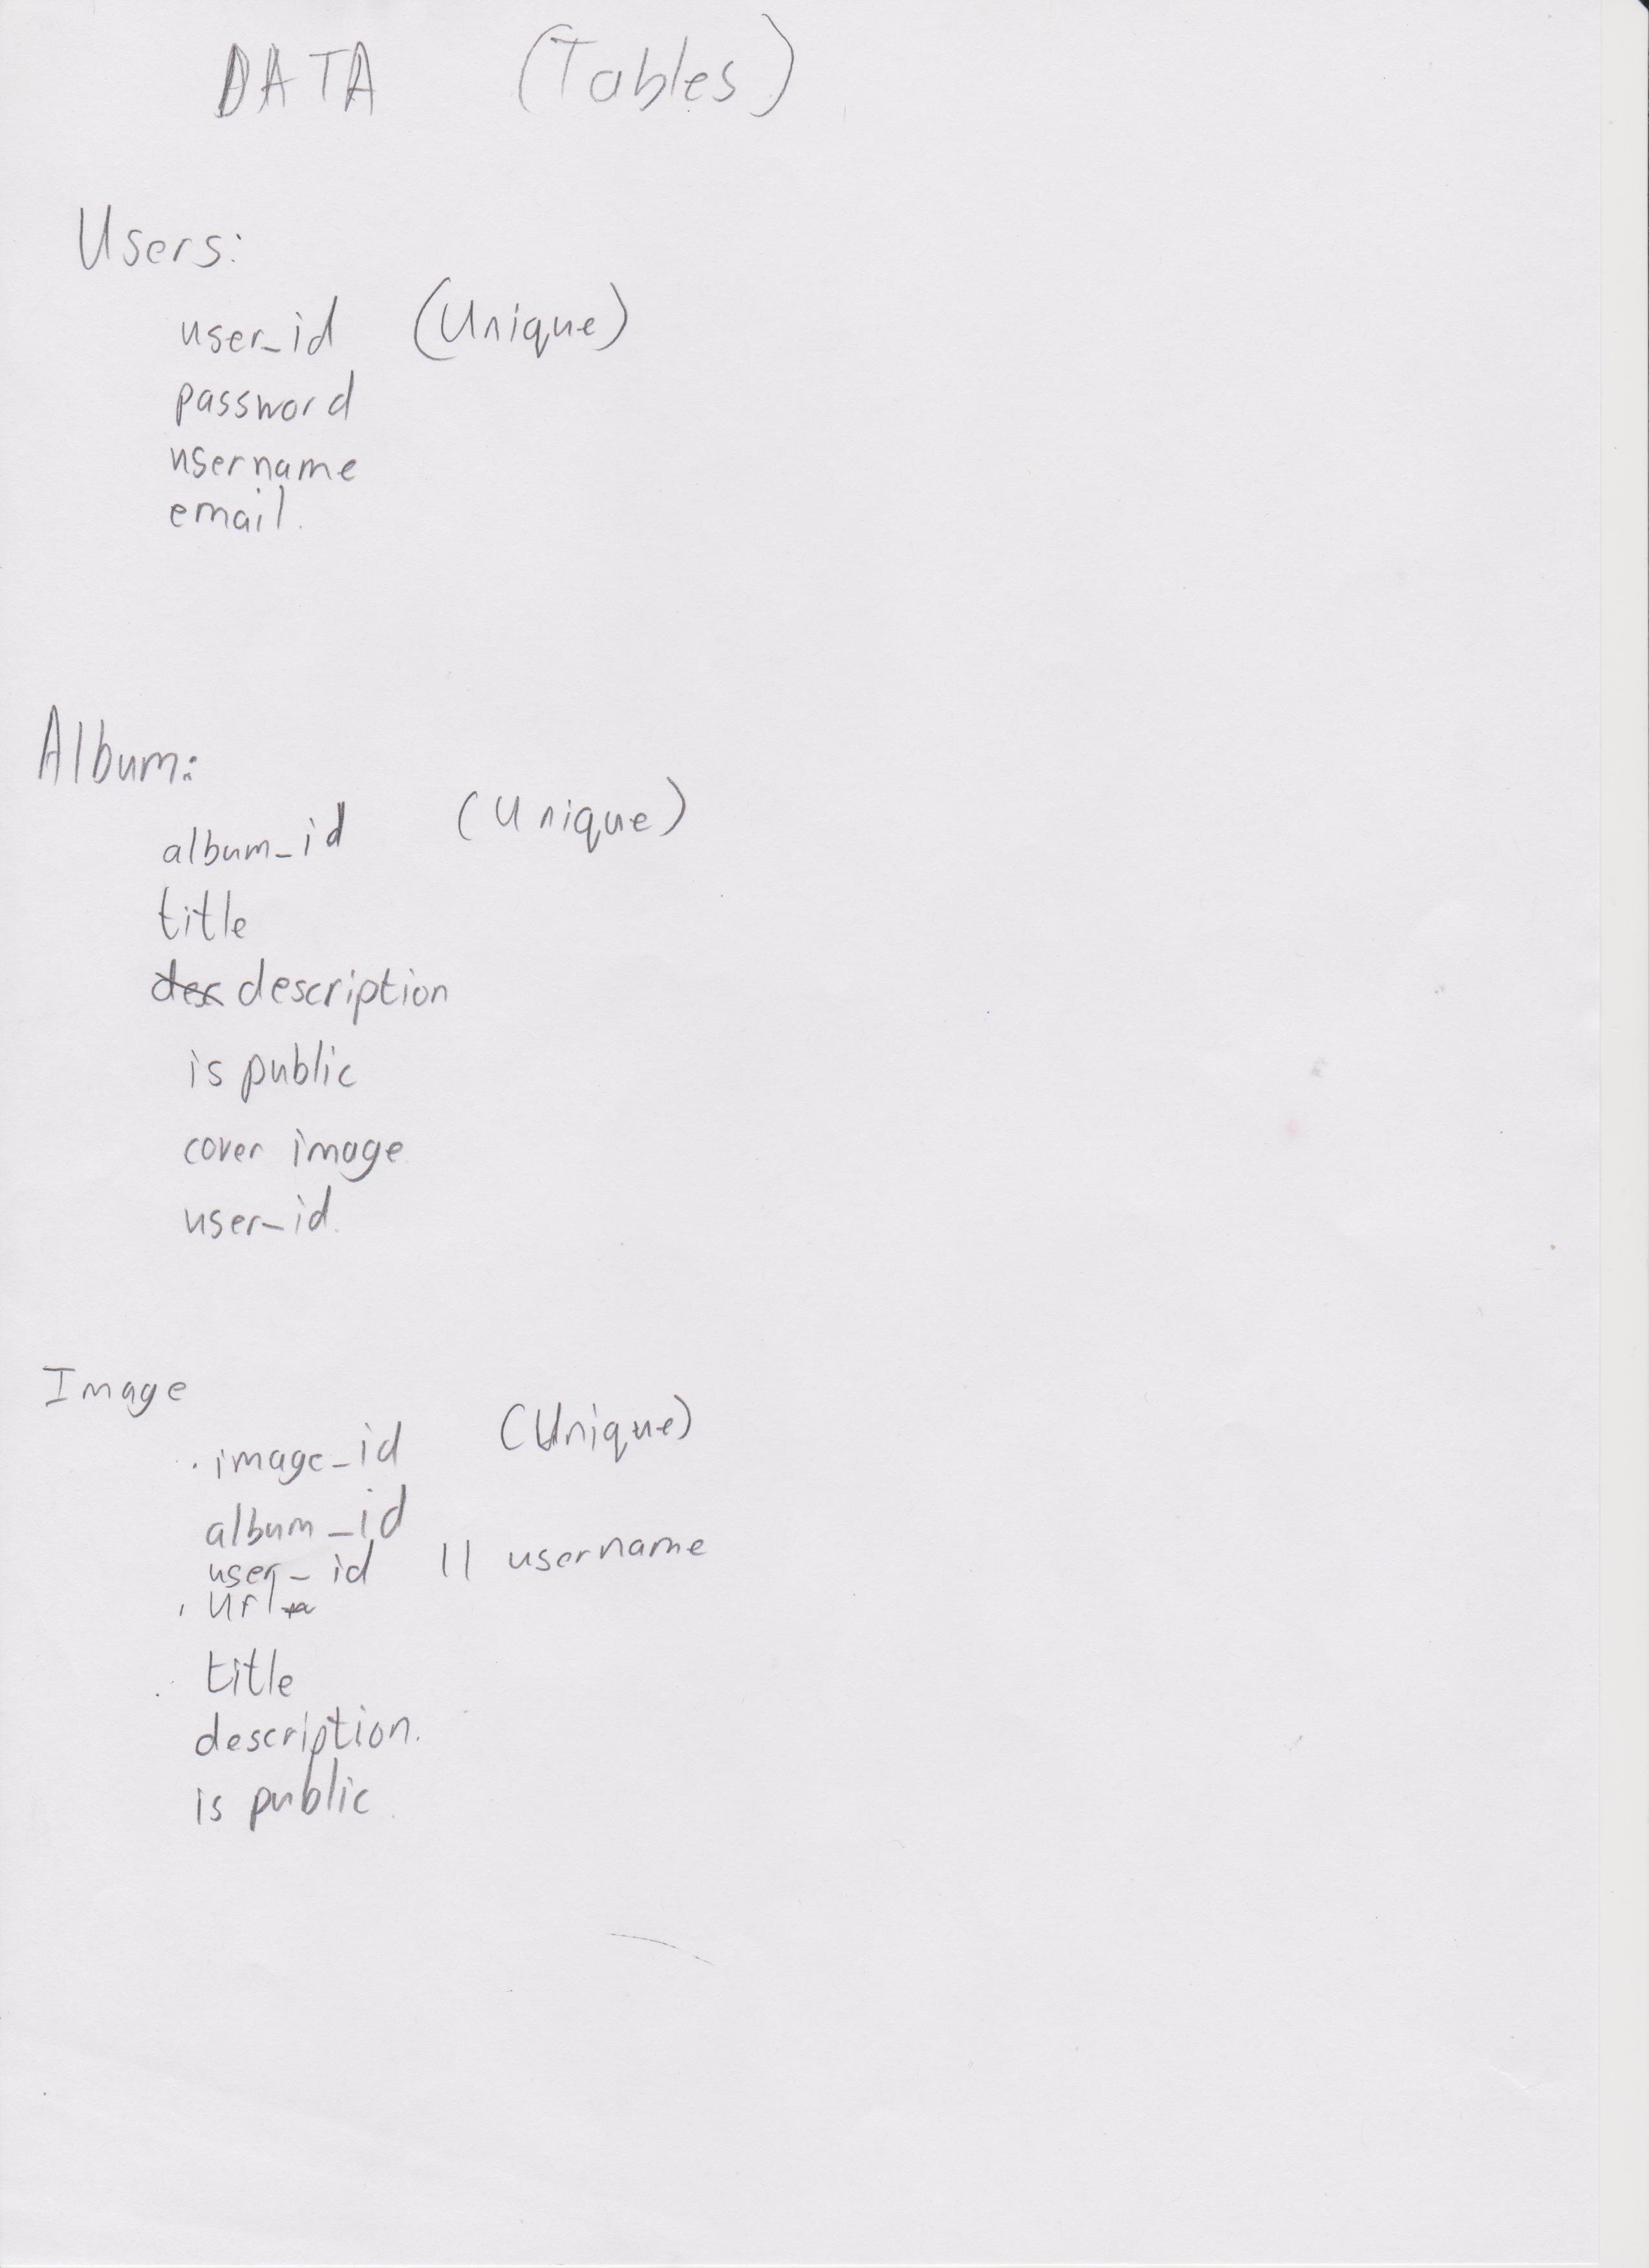 DATA (Tables)
Users:
user_id (Unique)
password
username
email.
Album:
album_id (Unique)
title
description
is public
cover image
user_id.
Image
. image_id (Unique)
album_id
user_id || username
. url
. title
description.
is public.